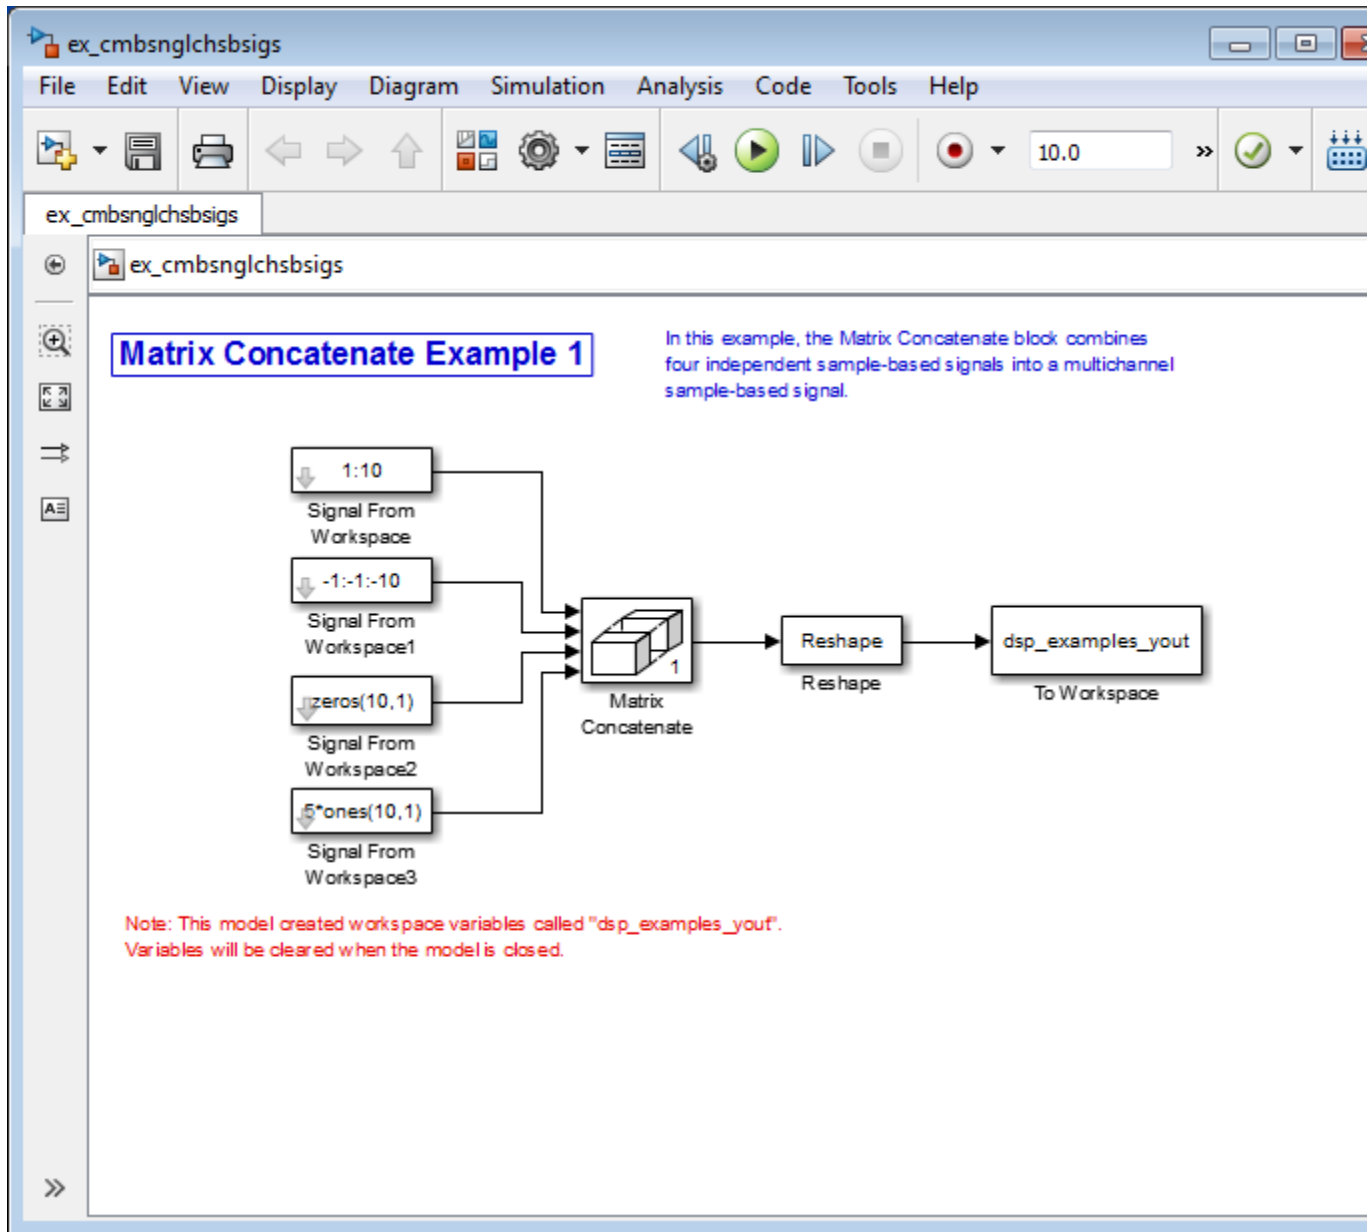 ex_cmbsnglchsbsigs
File Edit View Display Diagram Simulation Analysis Code Tools Help
10.0
ex_cmbsnglchsbsigs
ex_cmbsnglchsbsigs
Matrix Concatenate Example 1
In this example, the Matrix Concatenate block combines
four independent sample-based signals into a multichannel
sample-based signal.
1:10
Signal From
Workspace
-1:-1:-10
Signal From
Workspace1
zeros(10,1)
Signal From
Workspace2
5*ones(10,1)
Signal From
Workspace3
1
Matrix
Concatenate
Reshape
Reshape
dsp_examples_yout
To Workspace
Note: This model created workspace variables called "dsp_examples_yout".
Variables will be cleared when the model is closed.